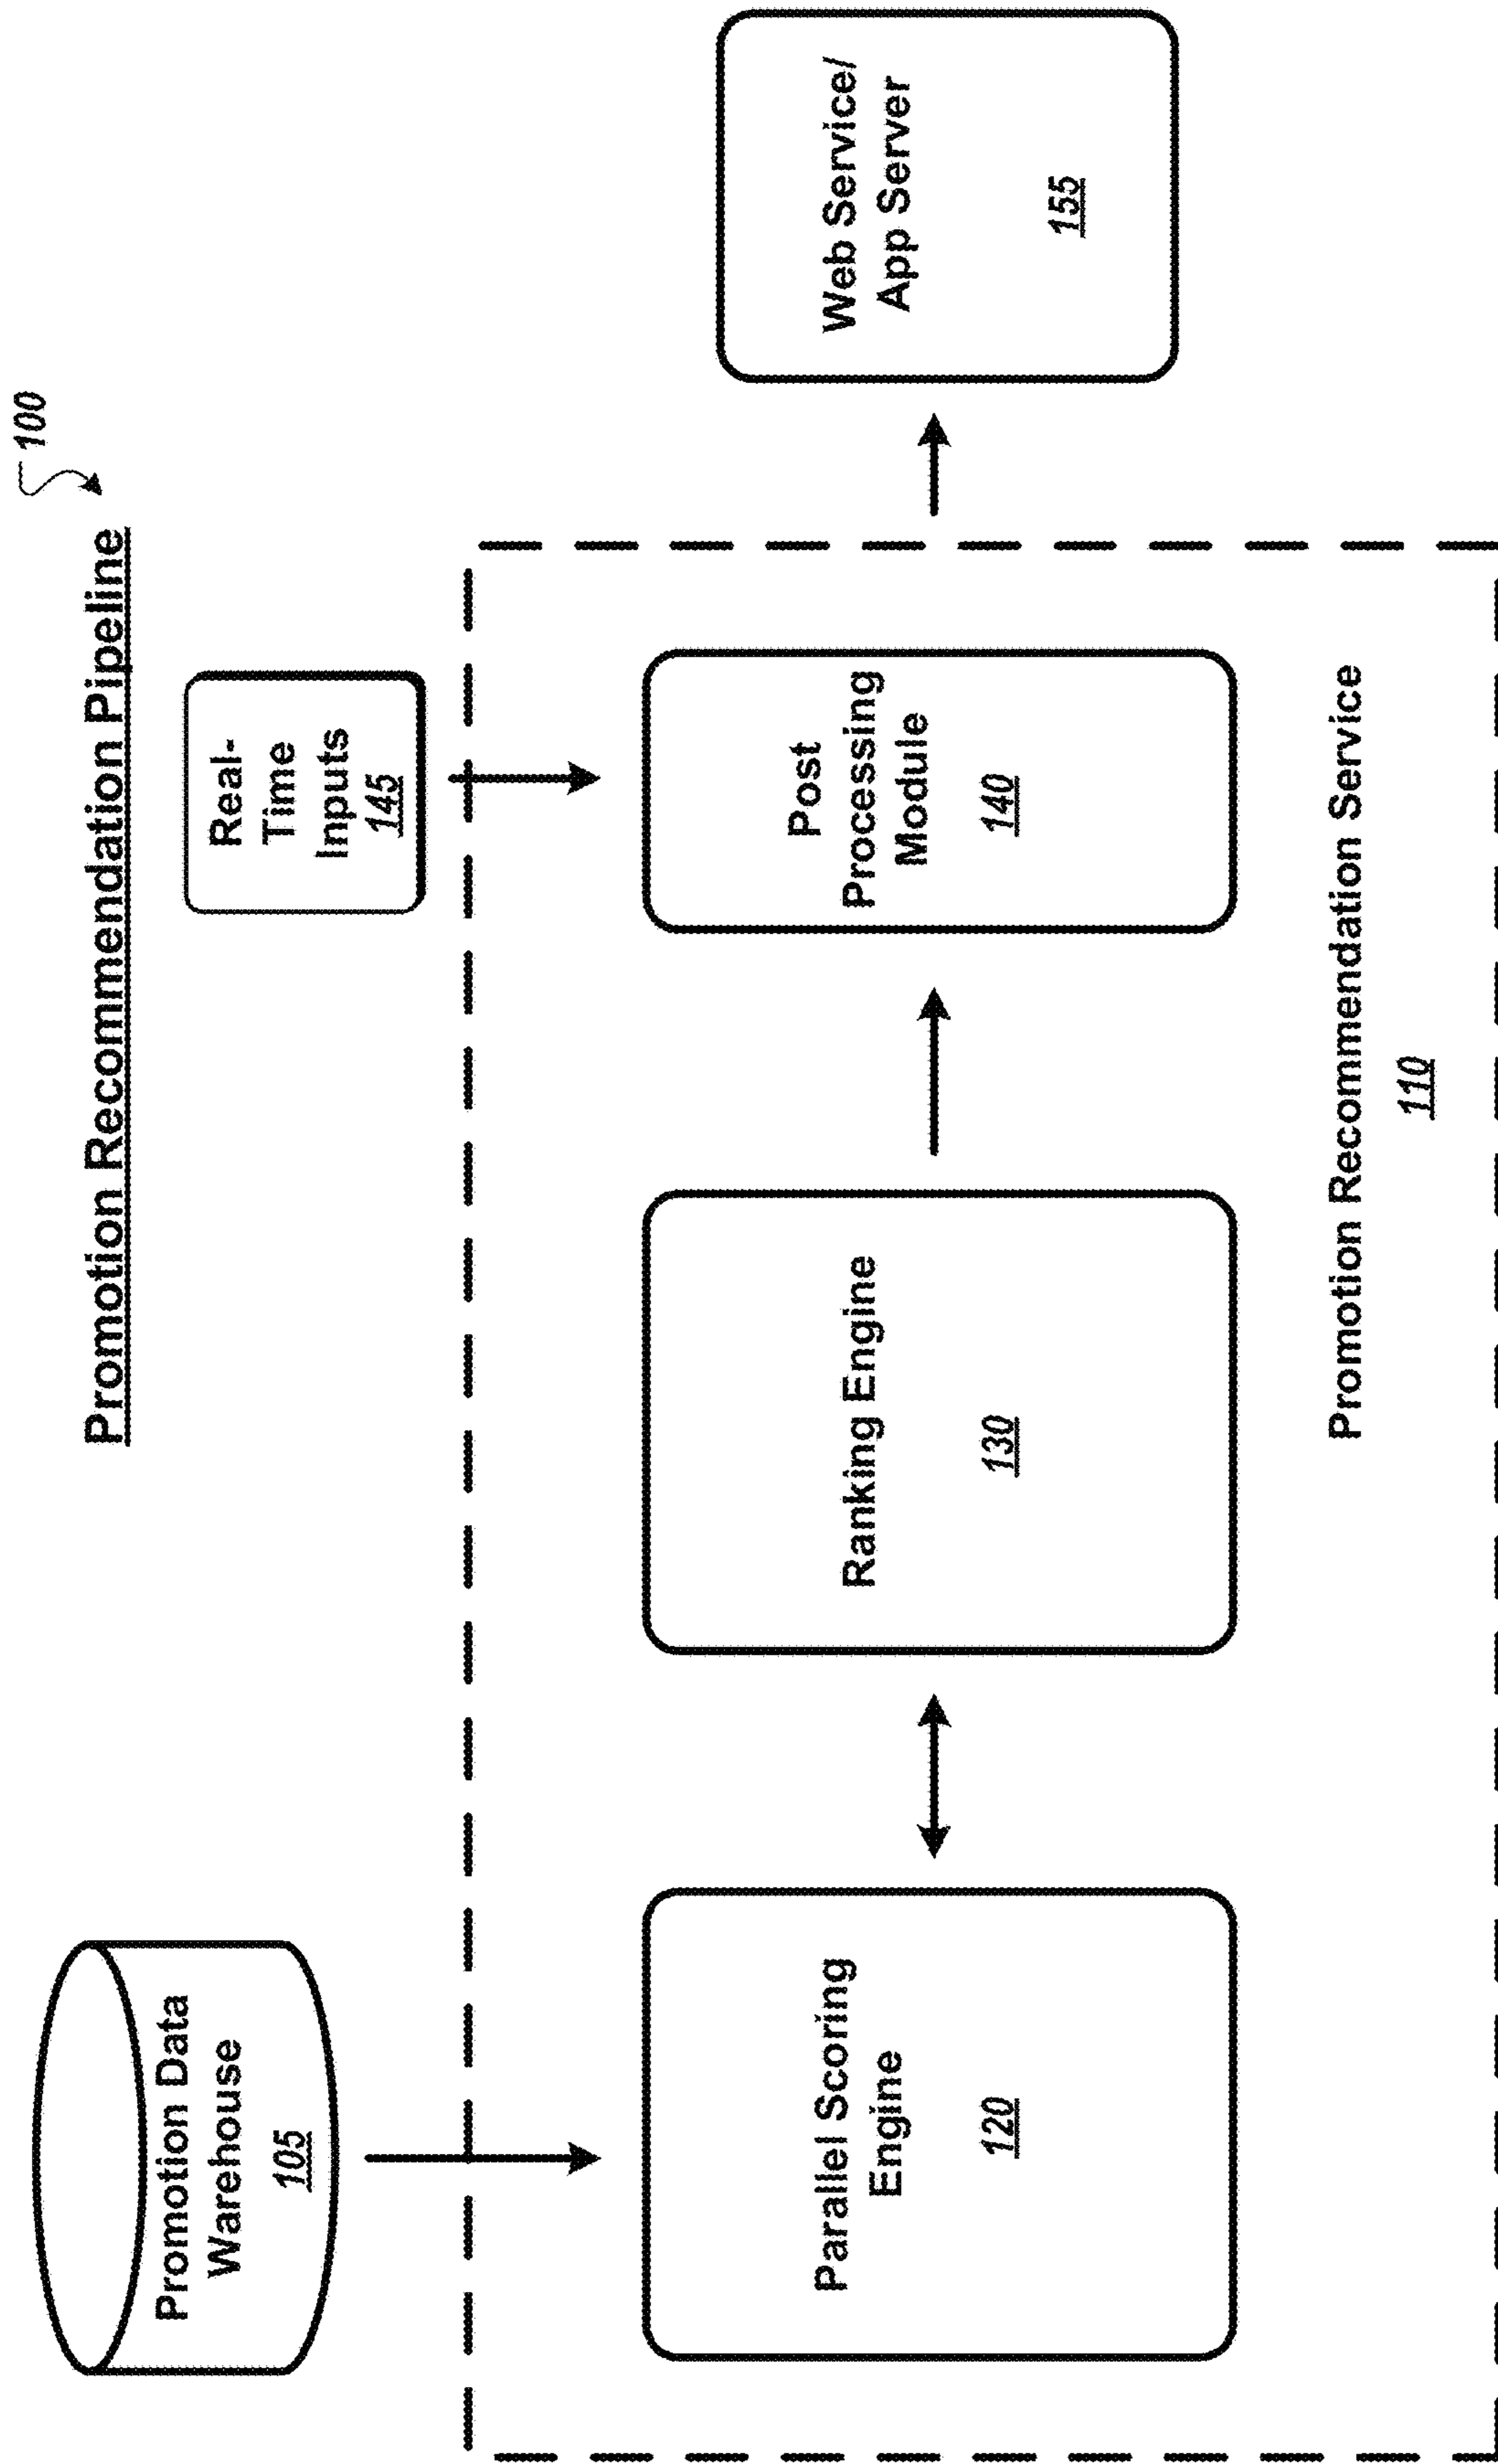 Promotion Recommendation Pipeline
100
Promotion Data
Warehouse
105
Real-
Time
Inputs
145
Parallel Scoring
Engine
120
Ranking Engine
130
Post
Processing
Module
140
Web Service/
App Server
155
Promotion Recommendation Service
110